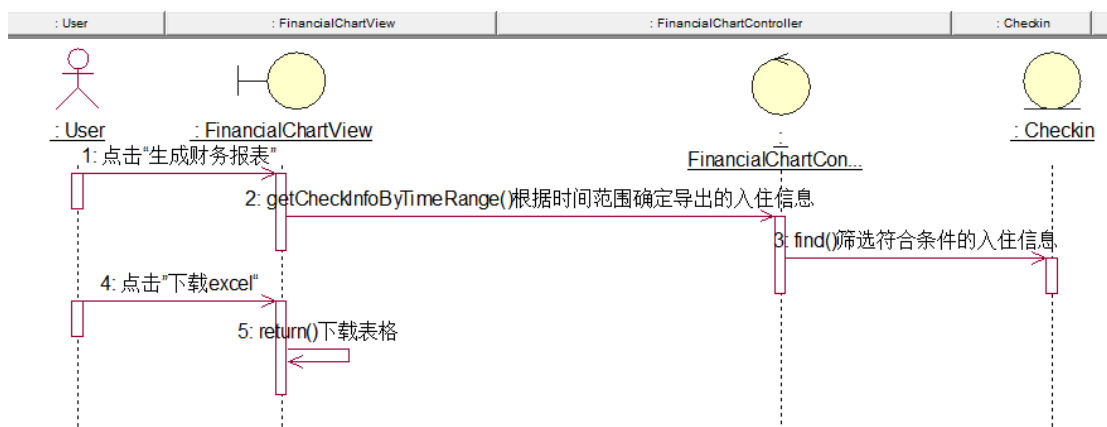 : User
: FinancialChartView
: FinancialChartController
: Checkin
: User
: FinancialChartView
:
FinancialChartCon...
: Checkin
1: 点击“生成财务报表”
2: getCheckInfoByTimeRange()根据时间范围确定导出的入住信息
3: find()筛选符合条件的入住信息
4: 点击”下载excel“
5: return()下载表格